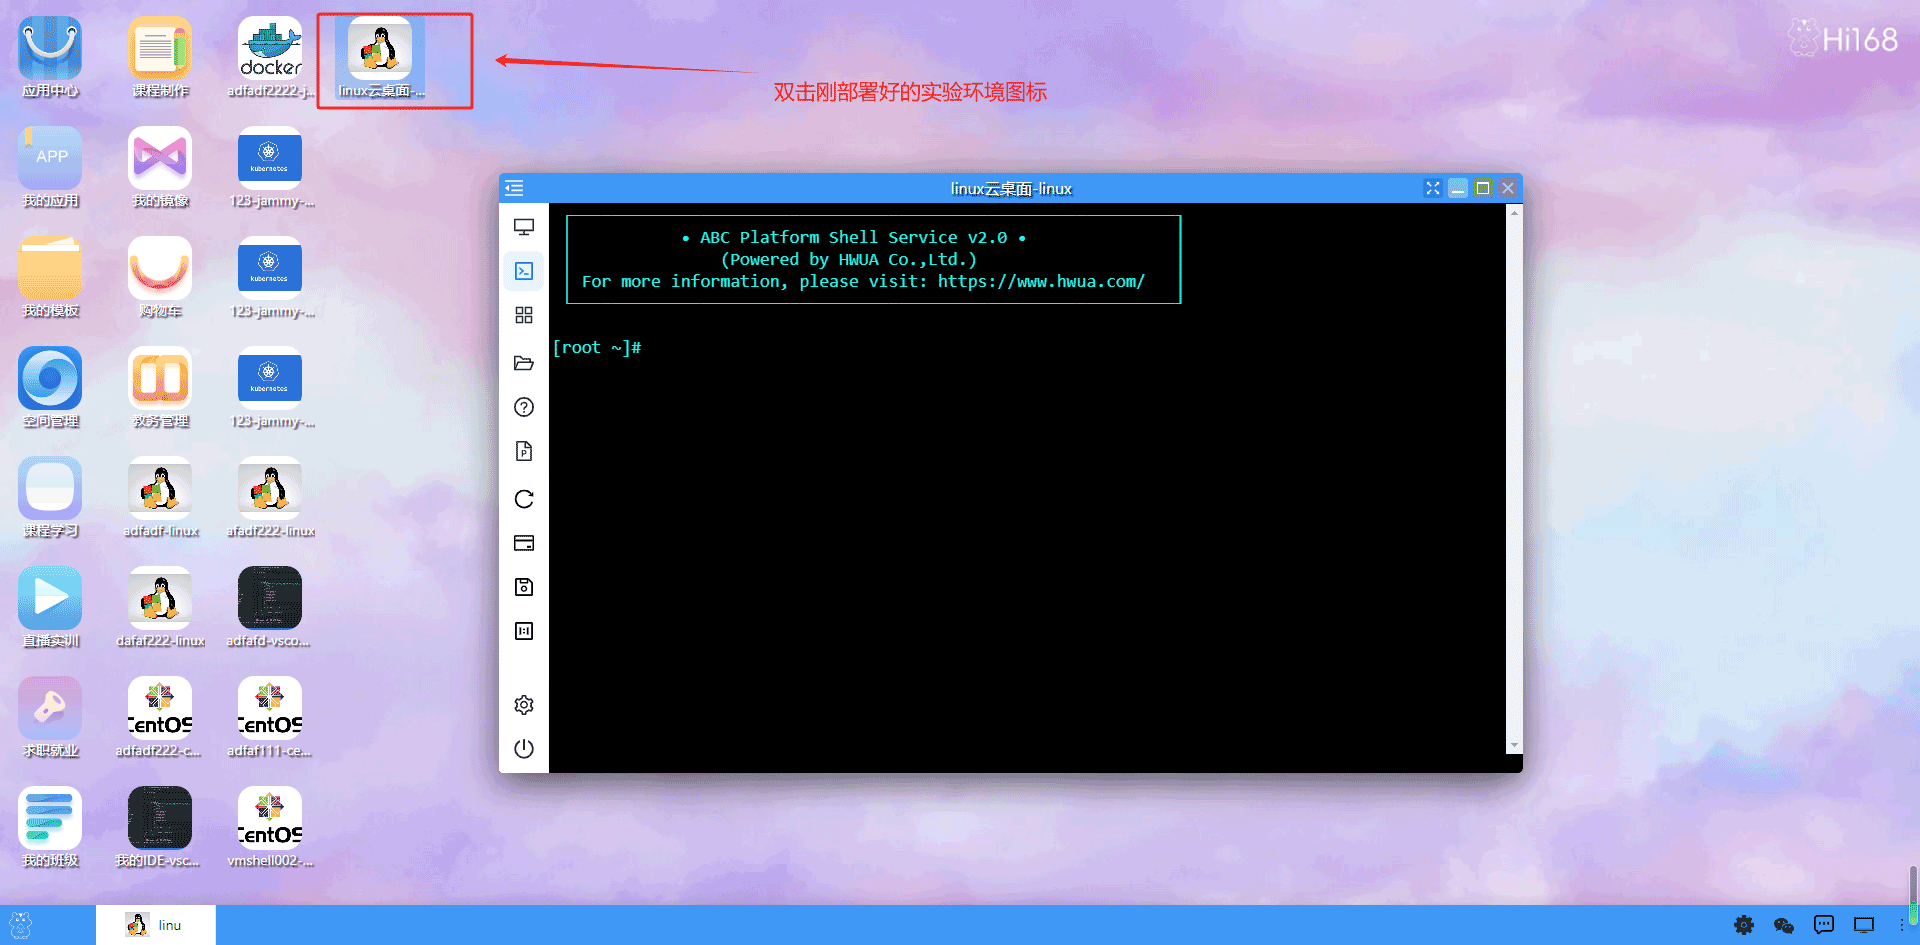 应用中心
课程制作
docker
adfadf2222-j...
linux云桌面-...
双击刚部署好的实验环境图标
Hi168
APP
我的应用
我的镜像
kubernetes
123-jammy-...
我的模板
购物车
kubernetes
123-jammy-...
空间管理
教务管理
kubernetes
123-jammy-...
课程学习
adfadf-linux
afadf222-linux
直播实训
dafaf222-linux
adfafd-vsco...
求职就业
CentOS
adfadf222-c...
CentOS
adfaf111-ce...
我的班级
我的IDE-vsc...
CentOS
vmshell002-...
linux云桌面-linux
• ABC Platform Shell Service v2.0 •
(Powered by HWUA Co.,Ltd.)
For more information, please visit: https://www.hwua.com/
[root ~]#
linu